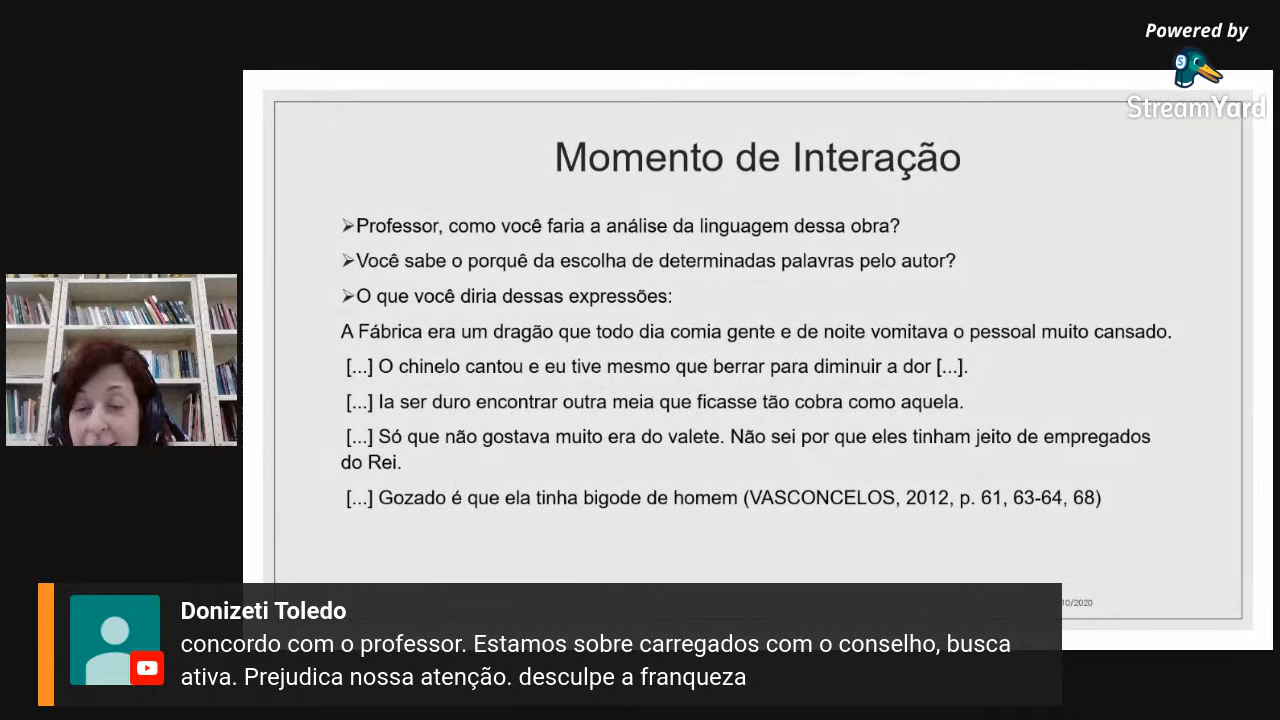 Powered by
StreamYard
Momento de Interação
➢Professor, como você faria a análise da linguagem dessa obra?
➢Você sabe o porquê da escolha de determinadas palavras pelo autor?
➢O que você diria dessas expressões:
A Fábrica era um dragão que todo dia comia gente e de noite vomitava o pessoal muito cansado.
[...] O chinelo cantou e eu tive mesmo que berrar para diminuir a dor [...].
[...] Ia ser duro encontrar outra meia que ficasse tão cobra como aquela.
[...] Só que não gostava muito era do valete. Não sei por que eles tinham jeito de empregados
do Rei.
[...] Gozado é que ela tinha bigode de homem (VASCONCELOS, 2012, p. 61, 63-64, 68)
10/2020
Donizeti Toledo
concordo com o professor. Estamos sobre carregados com o conselho, busca
ativa. Prejudica nossa atenção. desculpe a franqueza